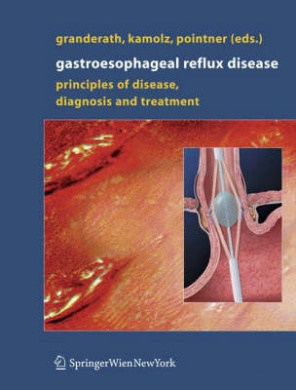 granderath, kamolz, pointner (eds.)
gastroesophageal reflux disease
principles of disease,
diagnosis and treatment
SpringerWienNewYork